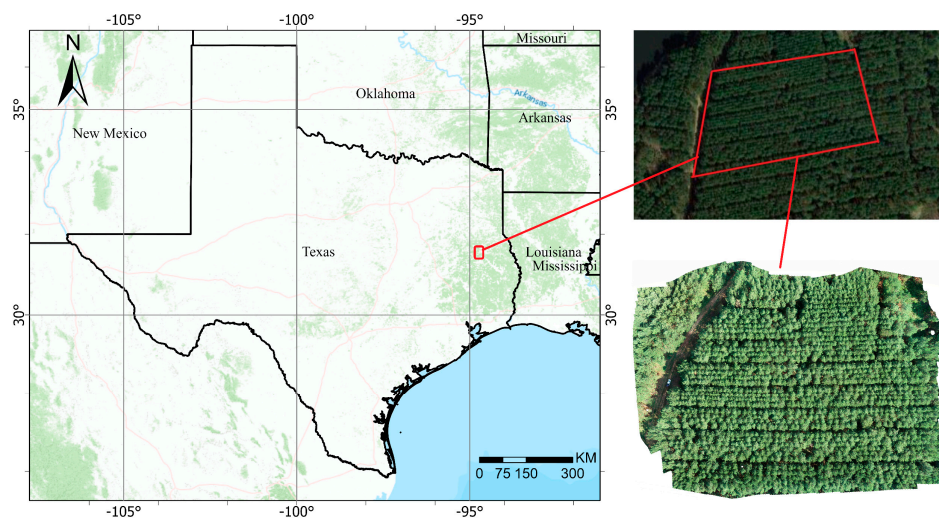 -105° -100° -95°
N
Missouri
35° 35°
Oklahoma
Arkansas
Arkansas
New Mexico
Texas
Louisiana
Mississippi
30° 30°
KM
0 75 150 300
-105° -100° -95°